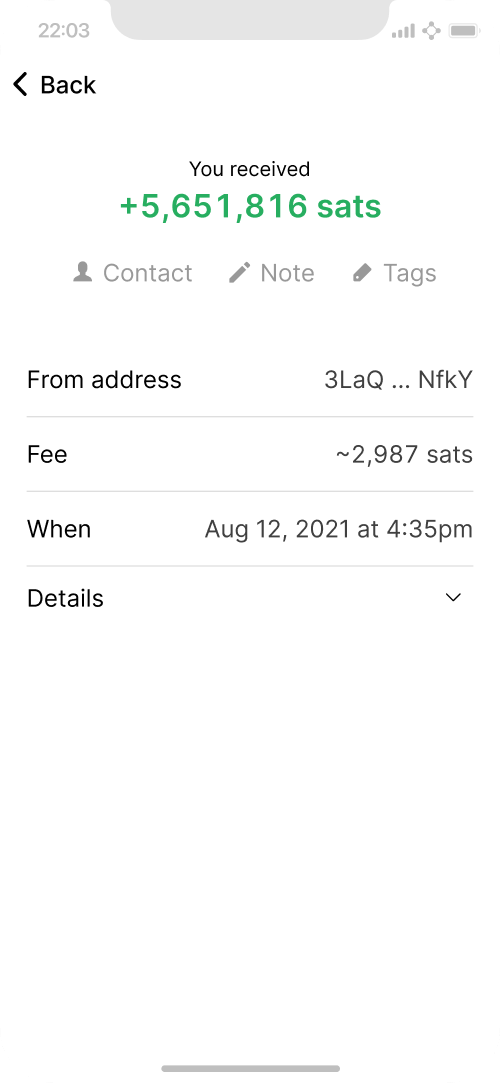 22:03
Back
You received
+5,651,816 sats
Contact Note Tags
From address 3LaQ ... NfkY
Fee ~2,987 sats
When Aug 12, 2021 at 4:35pm
Details